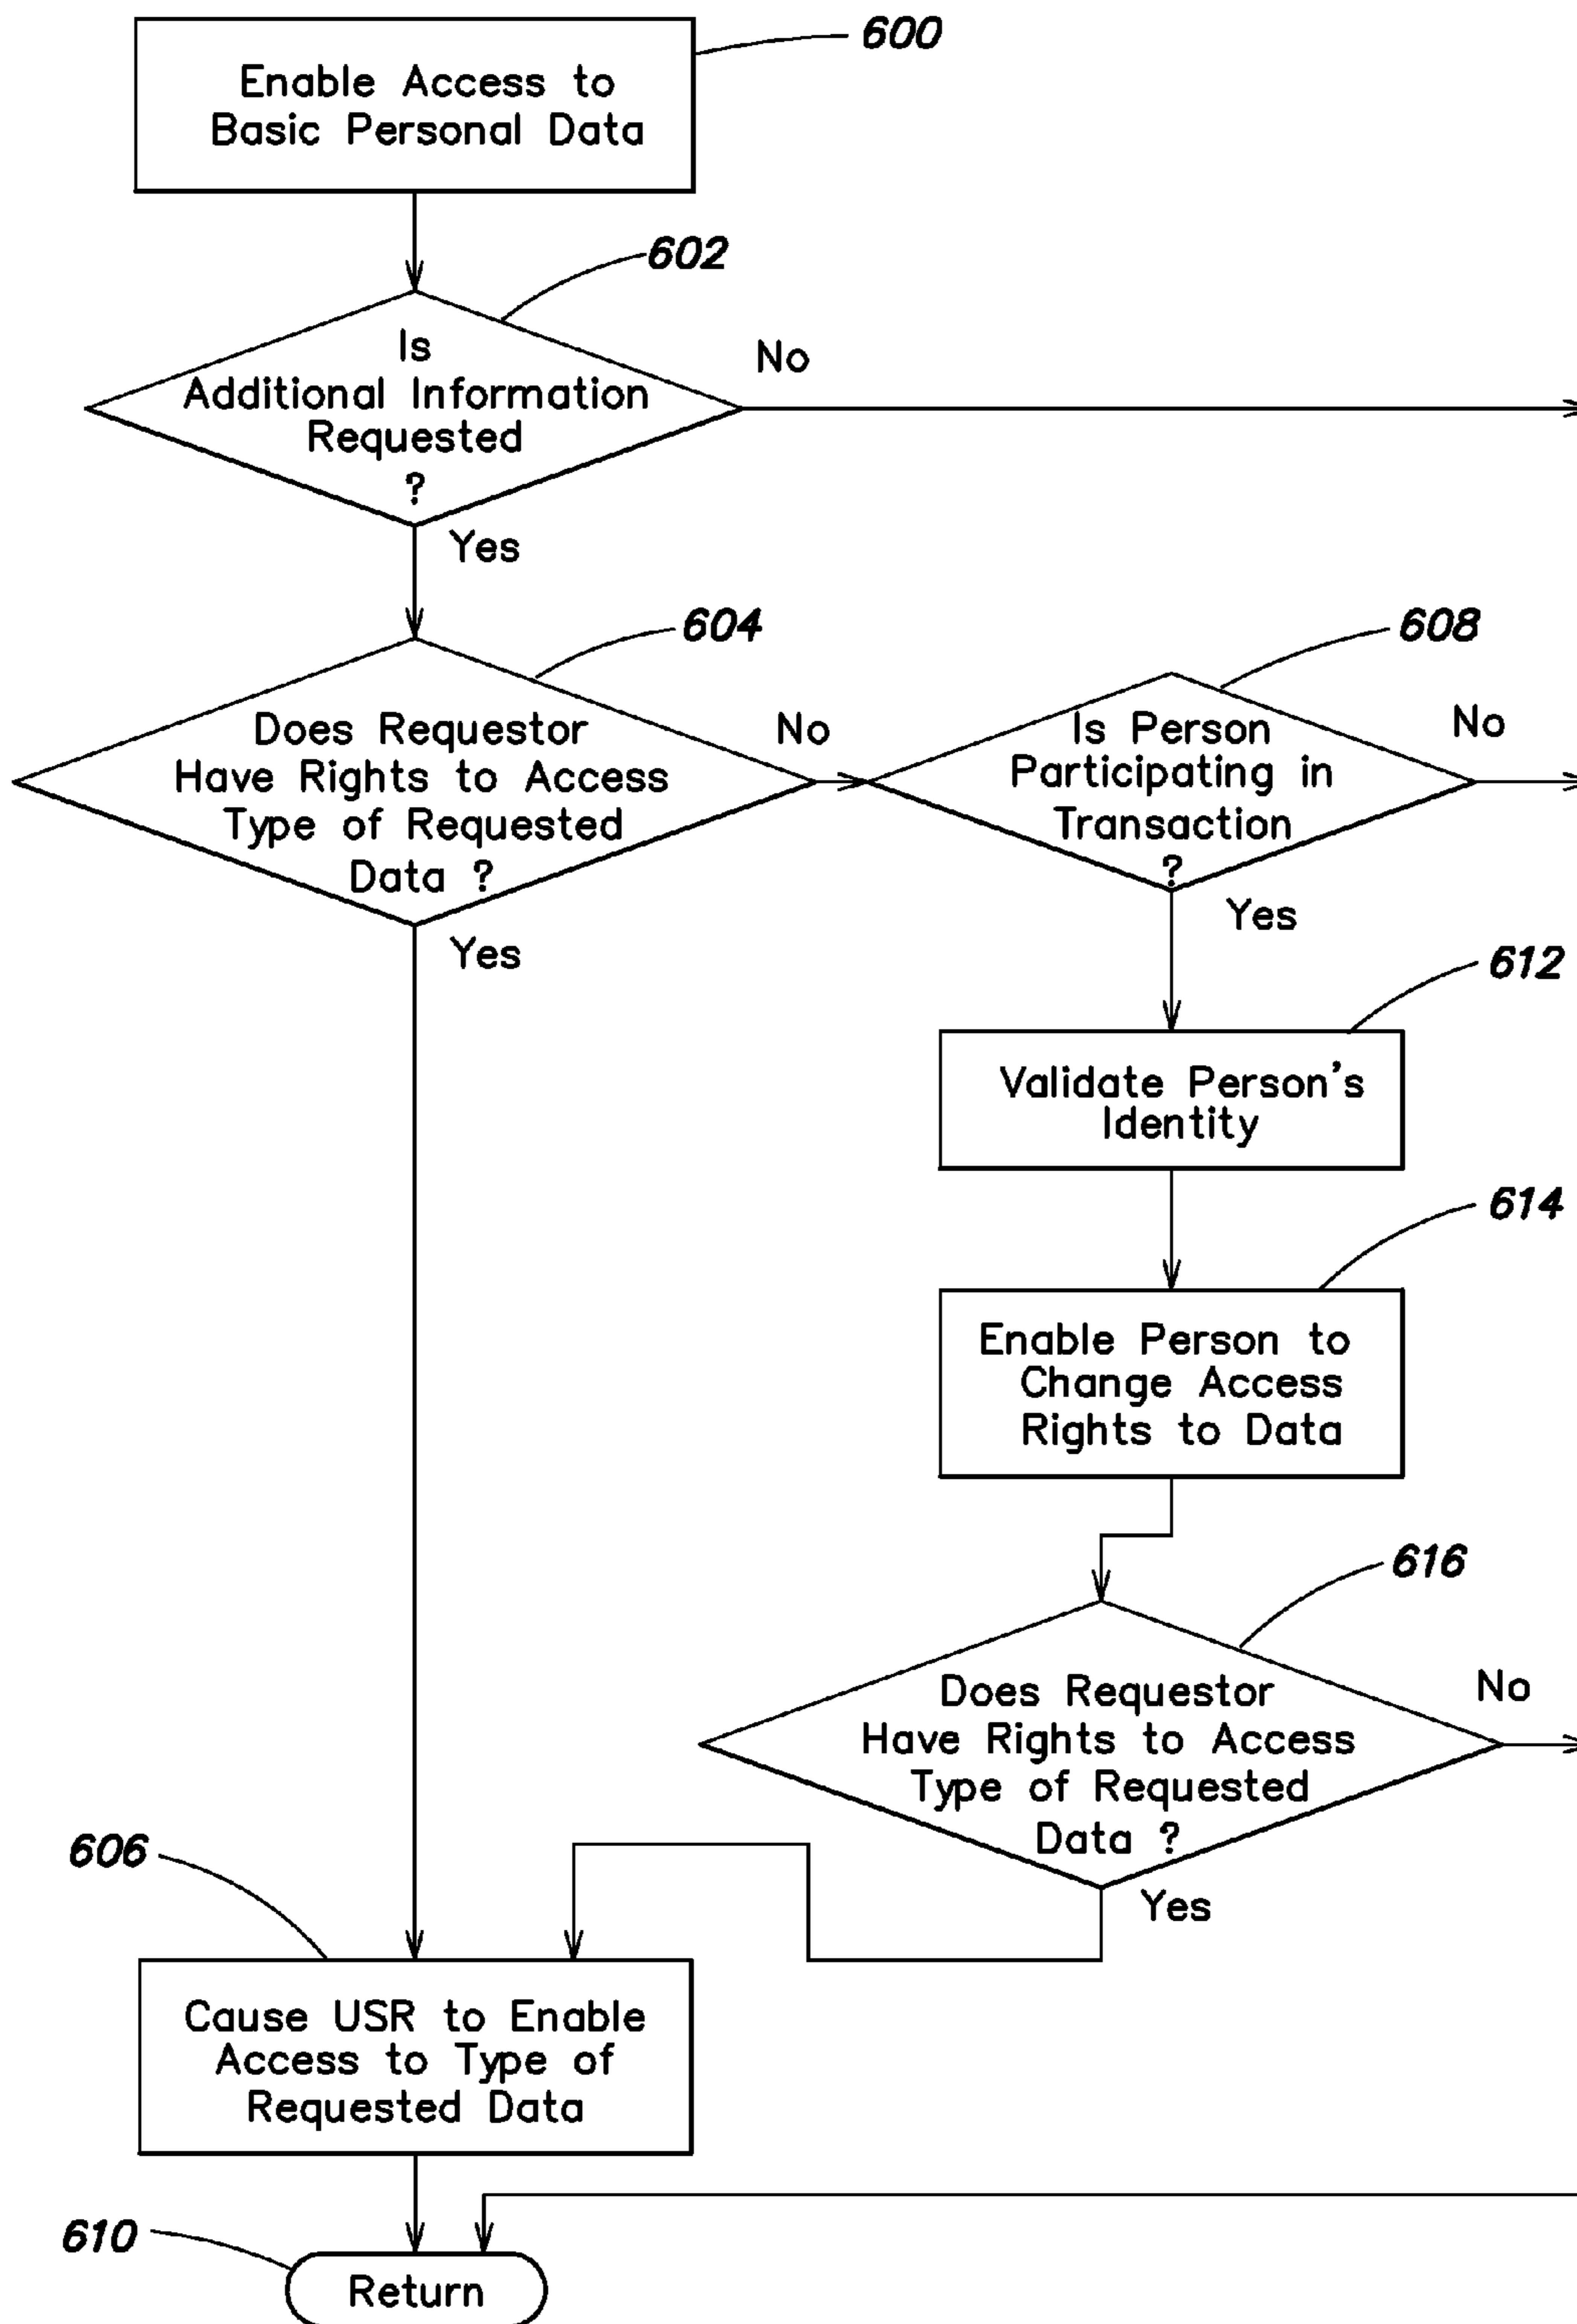 600
Enable Access to
Basic Personal Data
602
Is
Additional Information
Requested
?
No
Yes
604
Does Requestor
Have Rights to Access
Type of Requested
Data ?
No
Yes
608
Is Person
Participating in
Transaction
?
No
Yes
612
Validate Person's
Identity
614
Enable Person to
Change Access
Rights to Data
616
Does Requestor
Have Rights to Access
Type of Requested
Data ?
No
Yes
606
Cause USR to Enable
Access to Type of
Requested Data
610
Return